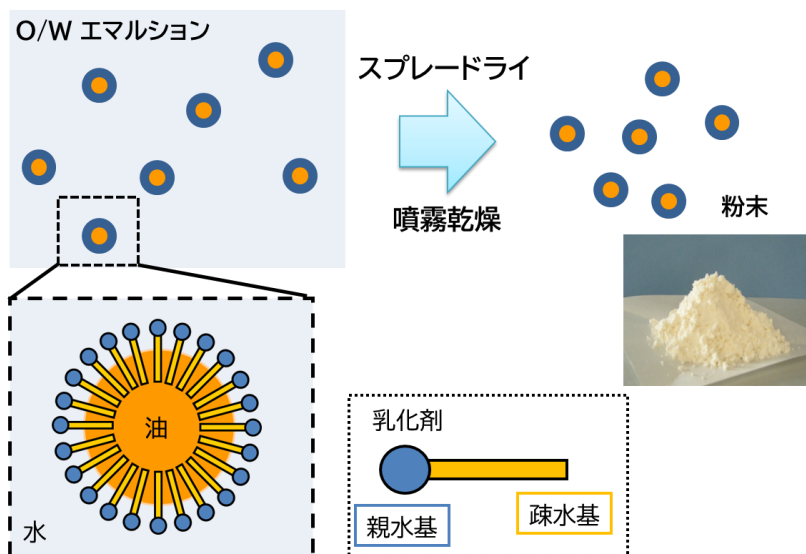 O/W エマルション
スプレードライ
噴霧乾燥
粉末
油
水
乳化剤
親水基
疎水基